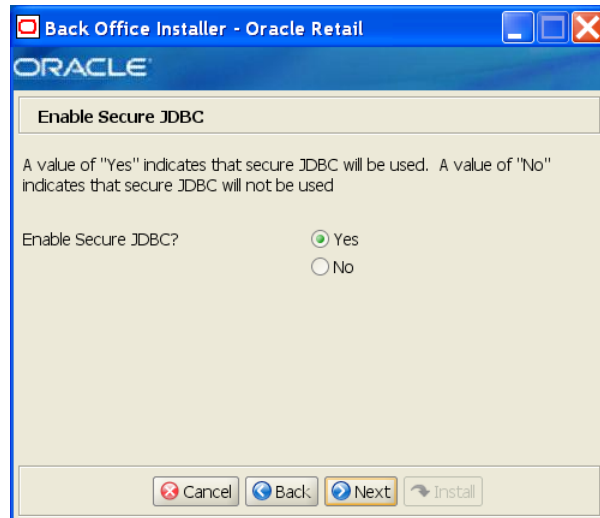 Back Office Installer - Oracle Retail
ORACLE
Enable Secure JDBC
A value of "Yes" indicates that secure JDBC will be used. A value of "No"
indicates that secure JDBC will not be used
Enable Secure JDBC? Yes
No
Cancel Back Next Install